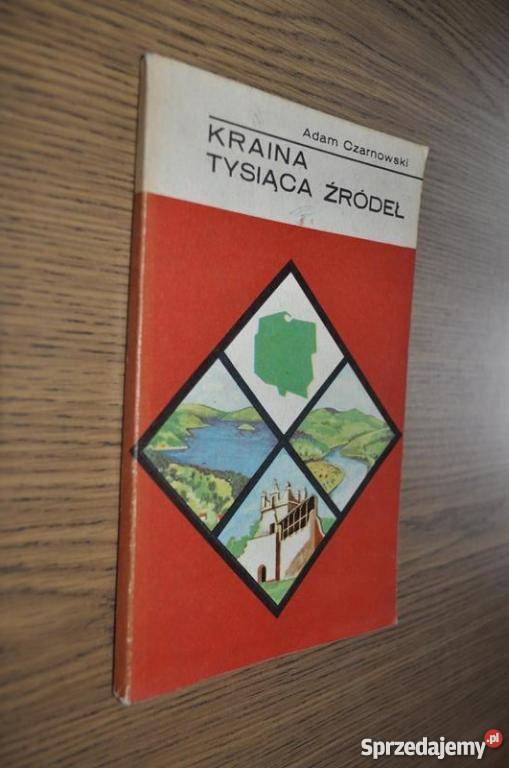 Adam Czarnowski
KRAINA
TYSIĄCA ŹRÓDEŁ
Sprzedajemy.pl